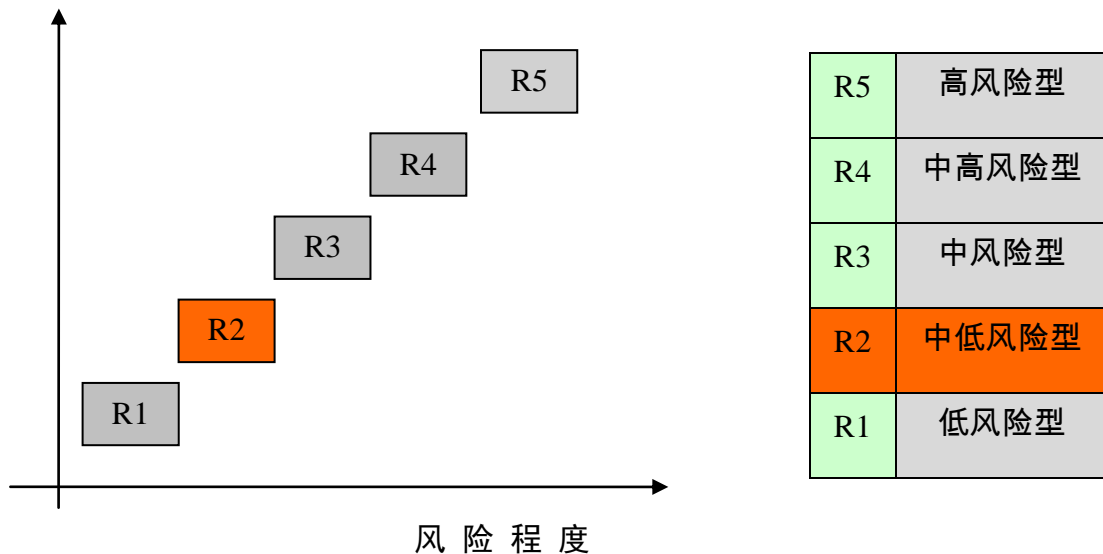 R5
R4
R3
R2
R1
风险程度
R5 高风险型
R4 中高风险型
R3 中风险型
R2 中低风险型
R1 低风险型